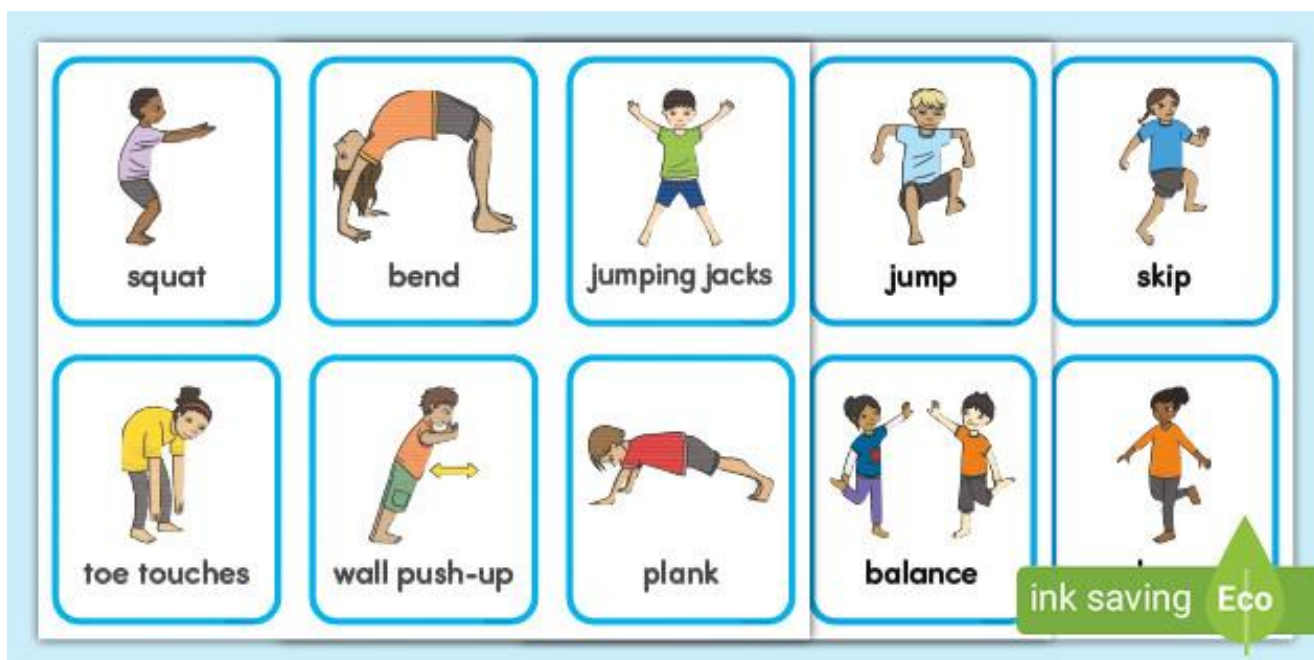 squat
bend
jumping jacks
jump
skip
toe touches
wall push-up
plank
balance
ink saving Eco